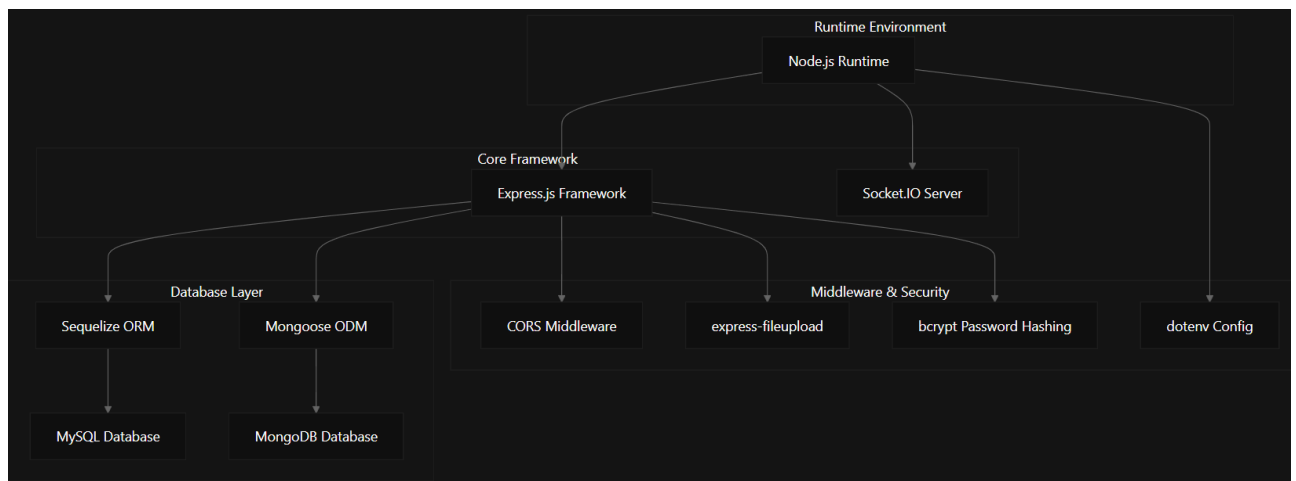 Runtime Environment
Node.js Runtime
Core Framework
Express.js Framework
Socket.IO Server
Database Layer
Middleware & Security
Sequelize ORM
Mongoose ODM
CORS Middleware
express-fileupload
bcrypt Password Hashing
dotenv Config
MySQL Database
MongoDB Database